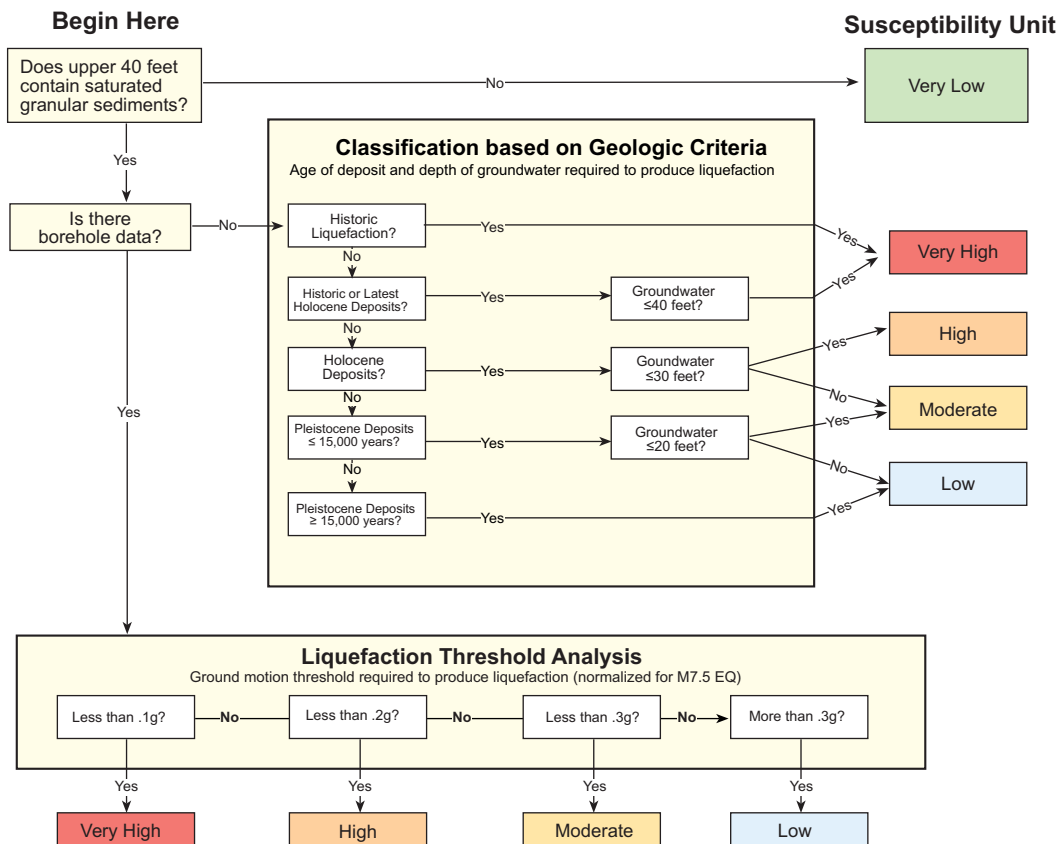 Begin Here
Susceptibility Unit
Does upper 40 feet
contain saturated
granular sediments?
No
Very Low
Yes
Classification based on Geologic Criteria
Age of deposit and depth of groundwater required to produce liquefaction
Is there
borehole data?
No
Historic
Liquefaction?
Yes
Yes
Very High
No
Historic or Latest
Holocene Deposits?
Yes
Groundwater
≤40 feet?
Yes
No
Holocene
Deposits?
Yes
Goundwater
≤30 feet?
Yes
High
No
No
Moderate
Pleistocene Deposits
≤ 15,000 years?
Yes
Groundwater
≤20 feet?
Yes
No
No
Low
Pleistocene Deposits
≥ 15,000 years?
Yes
Yes
Yes
Liquefaction Threshold Analysis
Ground motion threshold required to produce liquefaction (normalized for M7.5 EQ)
Less than .1g?
No
Less than .2g?
No
Less than .3g?
No
More than .3g?
Yes
Yes
Yes
Yes
Very High
High
Moderate
Low